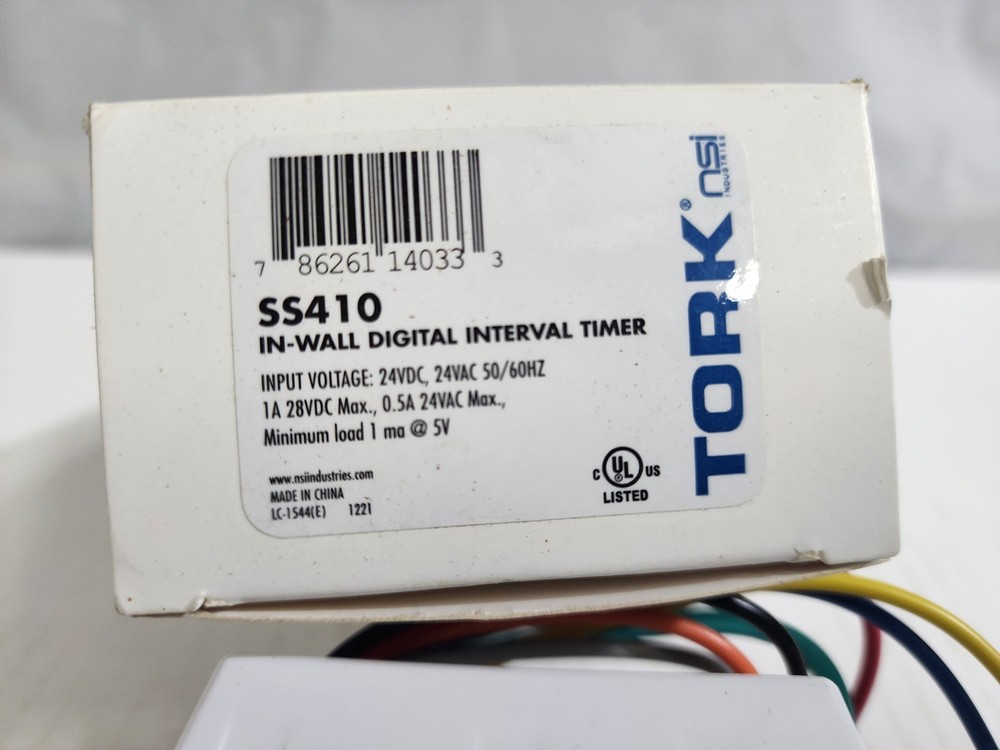 7 86261 14033 3
SS410
IN-WALL DIGITAL INTERVAL TIMER
INPUT VOLTAGE: 24VDC, 24VAC 50/60HZ
1A 28VDC Max., 0.5A 24VAC Max.,
Minimum load 1 ma @ 5V
www.nsiindustries.com
MADE IN CHINA
LC-1544(E) 1221
C UL® US
LISTED
TORK® nsi
INDUSTRIES